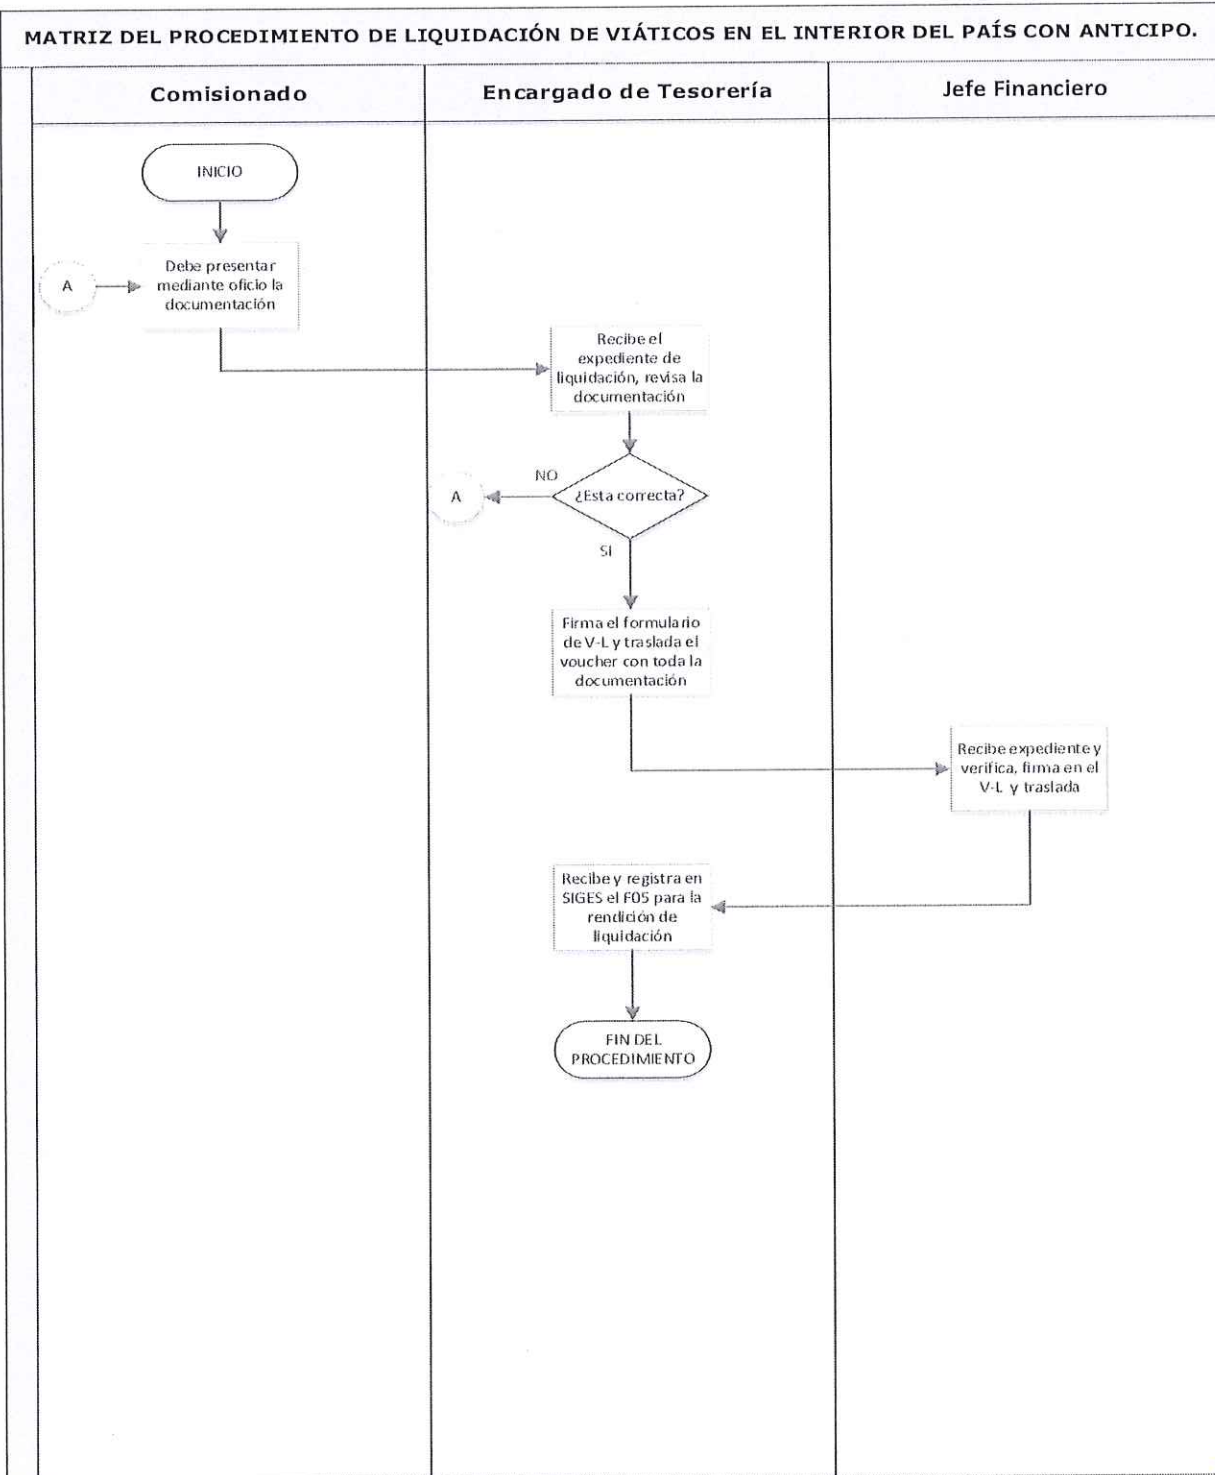 MATRIZ DEL PROCEDIMIENTO DE LIQUIDACIÓN DE VIÁTICOS EN EL INTERIOR DEL PAÍS CON ANTICIPO.
Comisionado
Encargado de Tesorería
Jefe Financiero
INICIO
A
Debe presentar
mediante oficio la
documentación
Recibe el
expediente de
liquidación, revisa la
documentación
¿Esta correcta?
NO
A
SI
Firma el formulario
de V-L y traslada el
voucher con toda la
documentación
Recibe expediente y
verifica, firma en el
V-L y traslada
Recibe y registra en
SIGES el F05 para la
rendición de
liquidación
FIN DEL
PROCEDIMIENTO